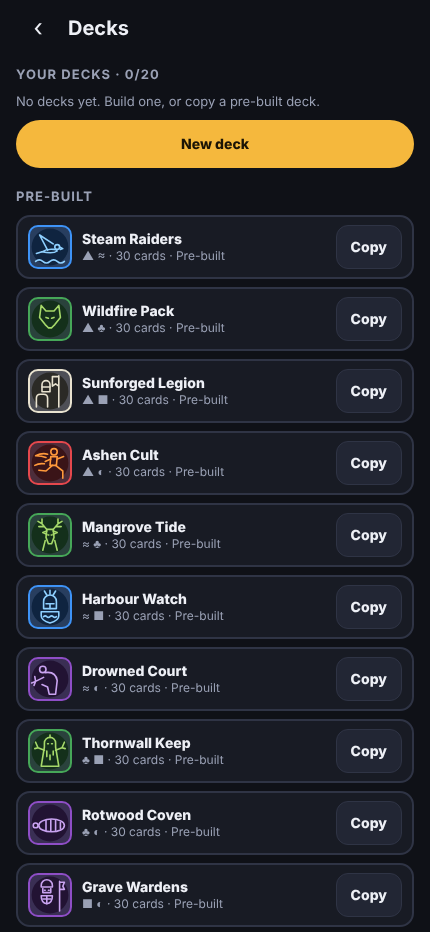 Decks
YOUR DECKS · 0/20
No decks yet. Build one, or copy a pre-built deck.
New deck
PRE-BUILT
Steam Raiders
▲ ≈ · 30 cards · Pre-built
Copy
Wildfire Pack
▲ ♣ · 30 cards · Pre-built
Copy
Sunforged Legion
▲ ■ · 30 cards · Pre-built
Copy
Ashen Cult
▲ ◖ · 30 cards · Pre-built
Copy
Mangrove Tide
≈ ♣ · 30 cards · Pre-built
Copy
Harbour Watch
≈ ■ · 30 cards · Pre-built
Copy
Drowned Court
≈ ◖ · 30 cards · Pre-built
Copy
Thornwall Keep
♣ ■ · 30 cards · Pre-built
Copy
Rotwood Coven
♣ ◖ · 30 cards · Pre-built
Copy
Grave Wardens
■ ◖ · 30 cards · Pre-built
Copy